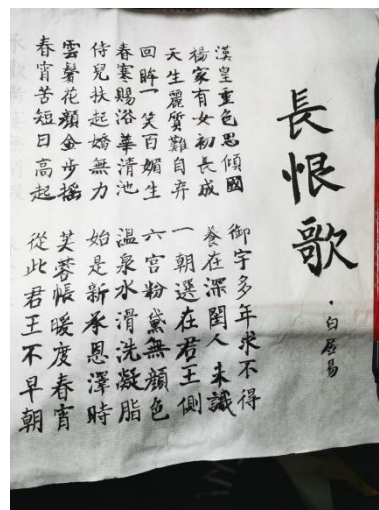 長恨歌
·白居易
漢皇重色思傾國 御宇多年求不得
楊家有女初長成 養在深閨人未識
天生麗質難自弃 一朝選在君王側
回眸一笑百媚生 六宮粉黛無顏色
春寒賜浴華清池 溫泉水滑洗凝脂
侍兒扶起嬌無力 始是新承恩澤時
雲鬢花顏金步搖 芙蓉帳暖度春宵
春宵苦短日高起 從此君王不早朝